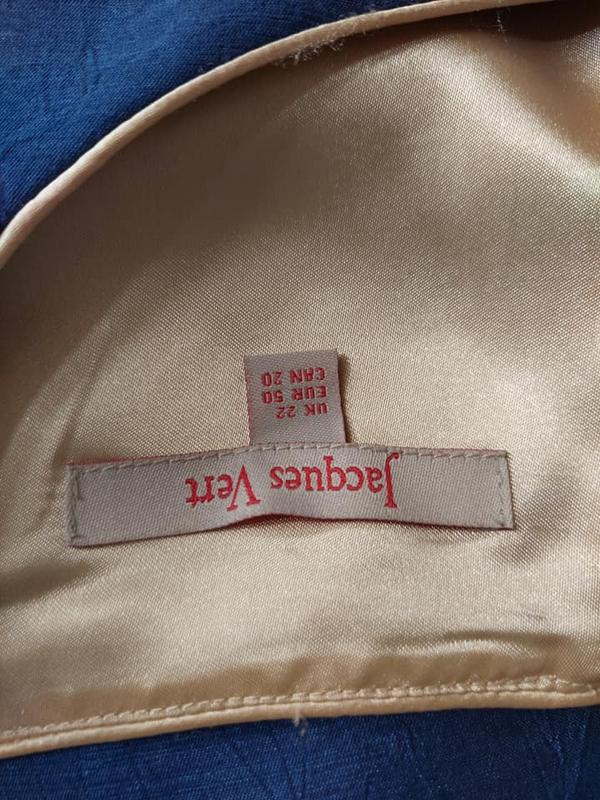 Jacques Vert
UK 22
EUR 50
CAN 20